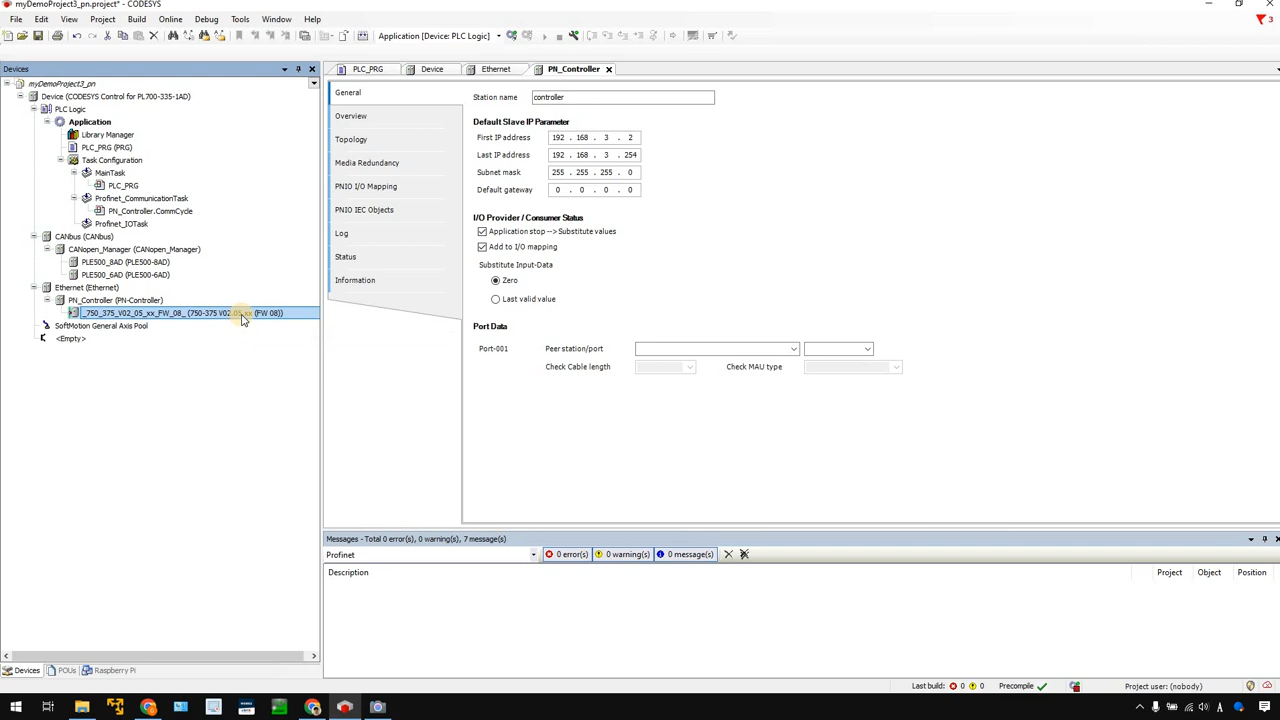 myDemoProject3_pn.project* - CODESYS
File Edit View Project Build Online Debug Tools Window Help
Application [Device: PLC Logic]
Devices
PLC_PRG Device Ethernet PN_Controller
myDemoProject3_pn
Device (CODESYS Control for PL700-335-1AD)
PLC Logic
Application
Library Manager
PLC_PRG (PRG)
Task Configuration
MainTask
PLC_PRG
Profinet_CommunicationTask
PN_Controller.CommCycle
Profinet_IOTask
CANbus (CANbus)
CANopen_Manager (CANopen_Manager)
PLE500_8AD (PLE500-8AD)
PLE500_6AD (PLE500-6AD)
Ethernet (Ethernet)
PN_Controller (PN-Controller)
_750_375_V02_05_xx_FW_08_ (750-375 V02.05.xx (FW 08))
SoftMotion General Axis Pool
<Empty>
General
Overview
Topology
Media Redundancy
PNIO I/O Mapping
PNIO IEC Objects
Log
Status
Information
Station name controller
Default Slave IP Parameter
First IP address 192 . 168 . 3 . 2
Last IP address 192 . 168 . 3 . 254
Subnet mask 255 . 255 . 255 . 0
Default gateway 0 . 0 . 0 . 0
I/O Provider / Consumer Status
Application stop --> Substitute values
Add to I/O mapping
Substitute Input-Data
Zero
Last valid value
Port Data
Port-001 Peer station/port
Check Cable length Check MAU type
Messages - Total 0 error(s), 0 warning(s), 7 message(s)
Profinet 0 error(s) 0 warning(s) 0 message(s)
Description Project Object Position
Devices POUs Raspberry Pi
Last build: 0 0 Precompile Project user: (nobody)